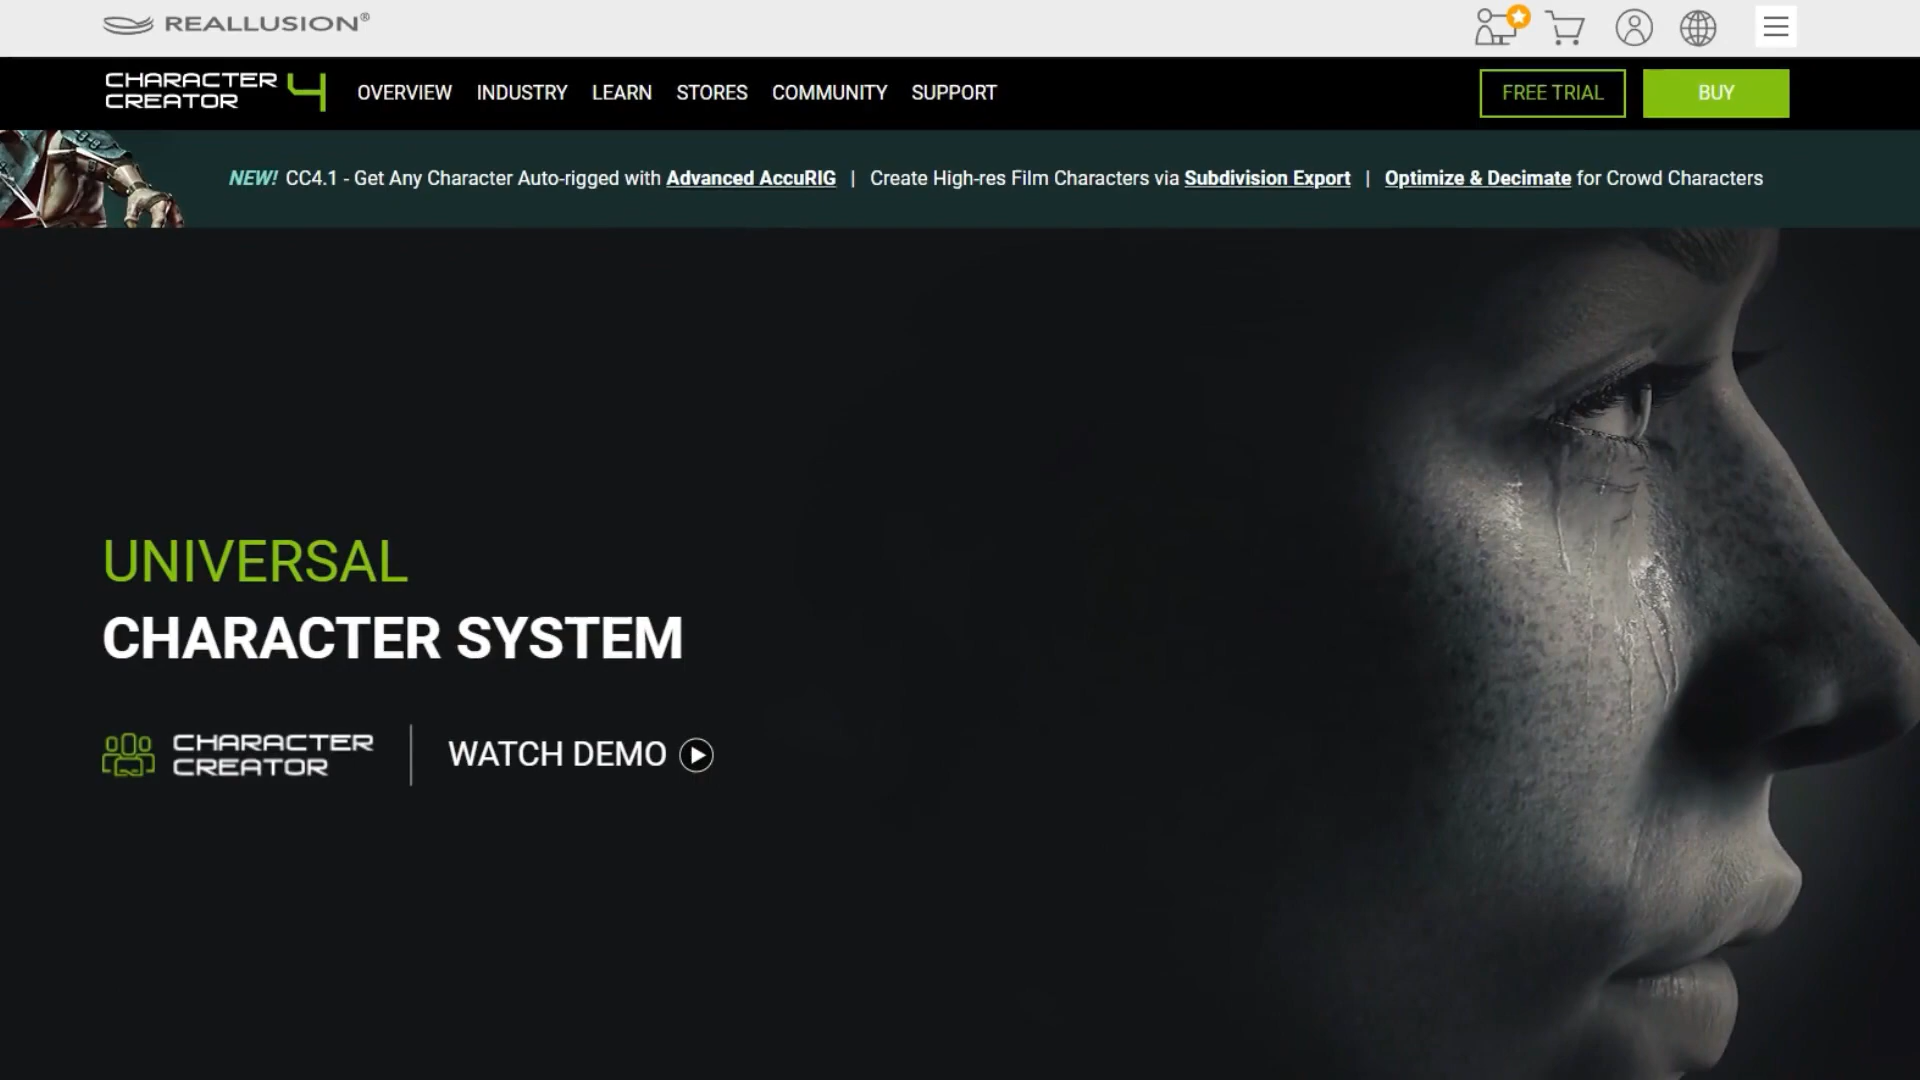 REALLUSION®
CHARACTER CREATOR 4
OVERVIEW INDUSTRY LEARN STORES COMMUNITY SUPPORT
FREE TRIAL BUY
NEW! CC4.1 - Get Any Character Auto-rigged with Advanced AccuRIG | Create High-res Film Characters via Subdivision Export | Optimize & Decimate for Crowd Characters
UNIVERSAL
CHARACTER SYSTEM
CHARACTER CREATOR
WATCH DEMO